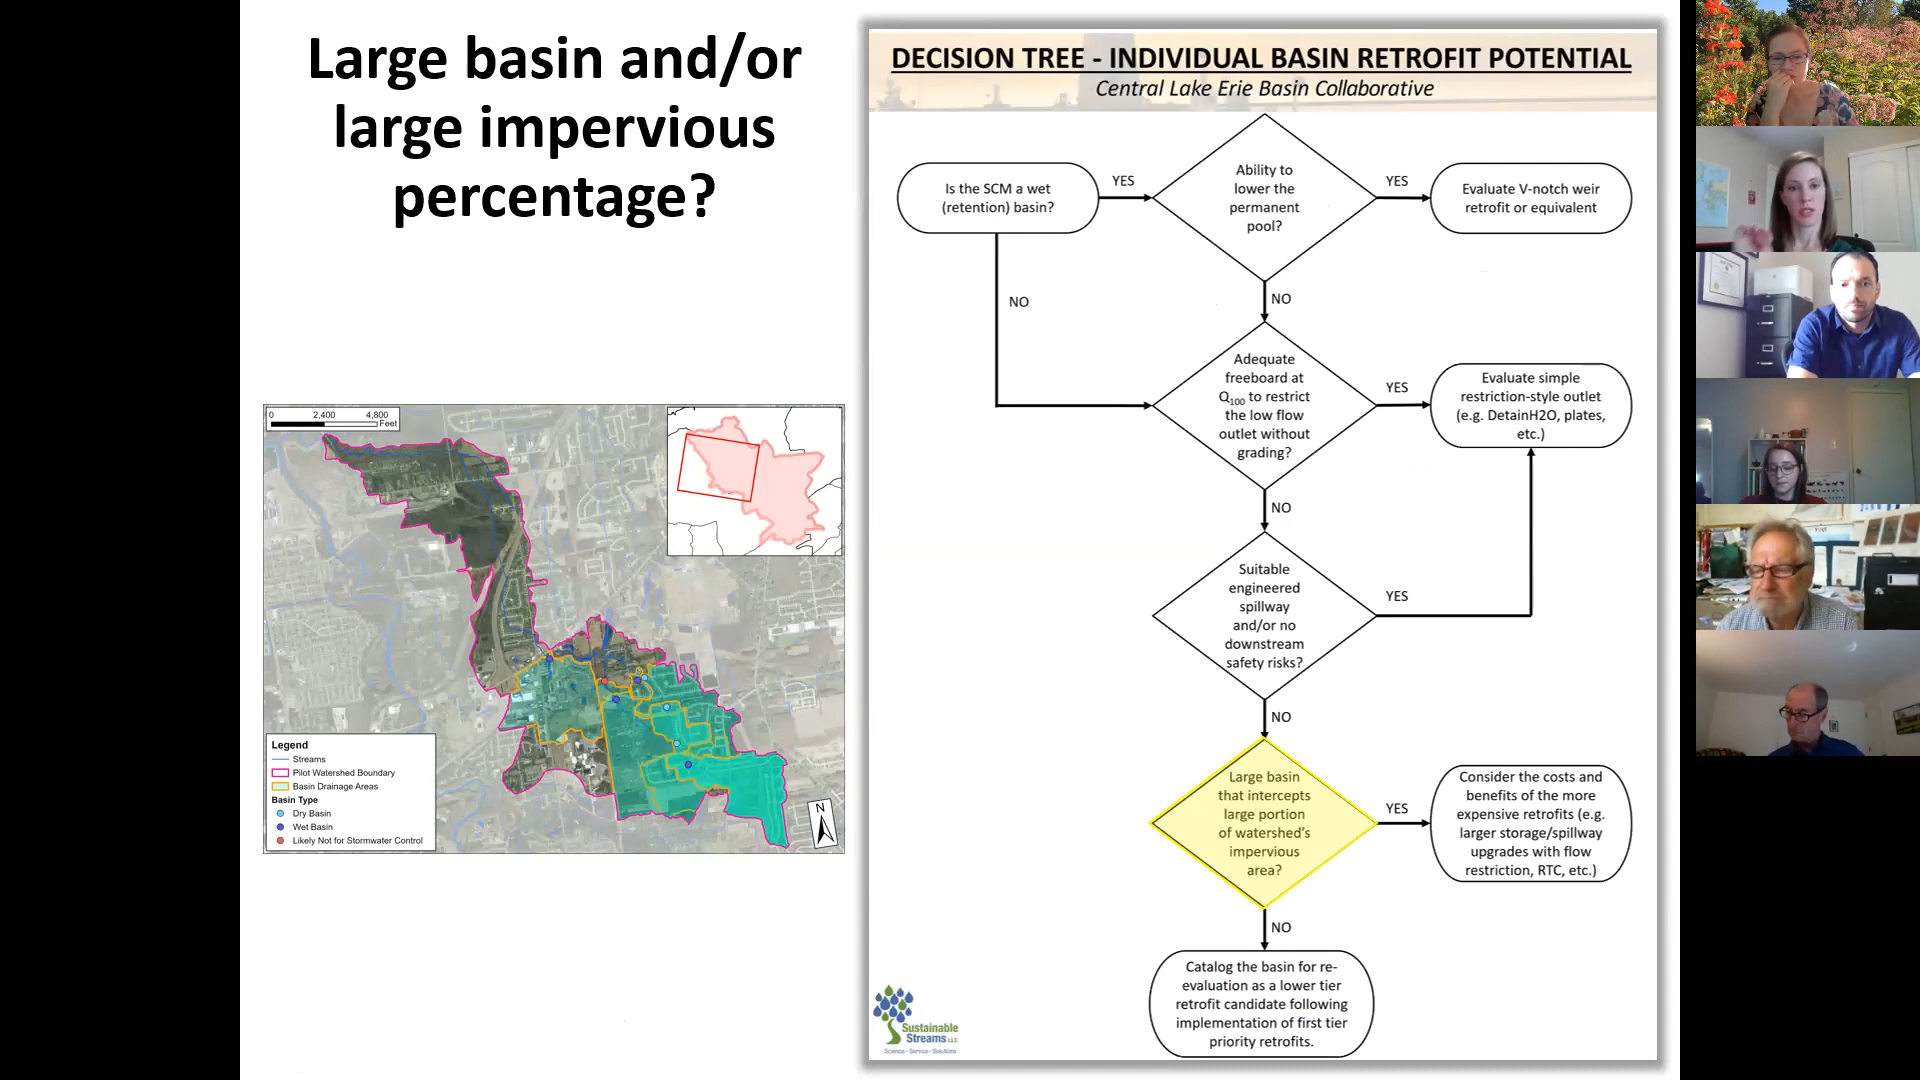 Large basin and/or
large impervious
percentage?
0 2,400 4,800
Feet
Legend
Streams
Pilot Watershed Boundary
Basin Drainage Areas
Basin Type
Dry Basin
Wet Basin
Likely Not for Stormwater Control
N
DECISION TREE - INDIVIDUAL BASIN RETROFIT POTENTIAL
Central Lake Erie Basin Collaborative
Is the SCM a wet
(retention) basin?
YES
Ability to
lower the
permanent
pool?
YES
Evaluate V-notch weir
retrofit or equivalent
NO
NO
Adequate
freeboard at
Q100 to restrict
the low flow
outlet without
grading?
YES
Evaluate simple
restriction-style outlet
(e.g. DetainH2O, plates,
etc.)
NO
Suitable
engineered
spillway
and/or no
downstream
safety risks?
YES
NO
Large basin
that intercepts
large portion
of watershed's
impervious
area?
YES
Consider the costs and
benefits of the more
expensive retrofits (e.g.
larger storage/spillway
upgrades with flow
restriction, RTC, etc.)
NO
Catalog the basin for re-
evaluation as a lower tier
retrofit candidate following
implementation of first tier
priority retrofits.
Sustainable
Streams LLC
Science - Service - Solutions